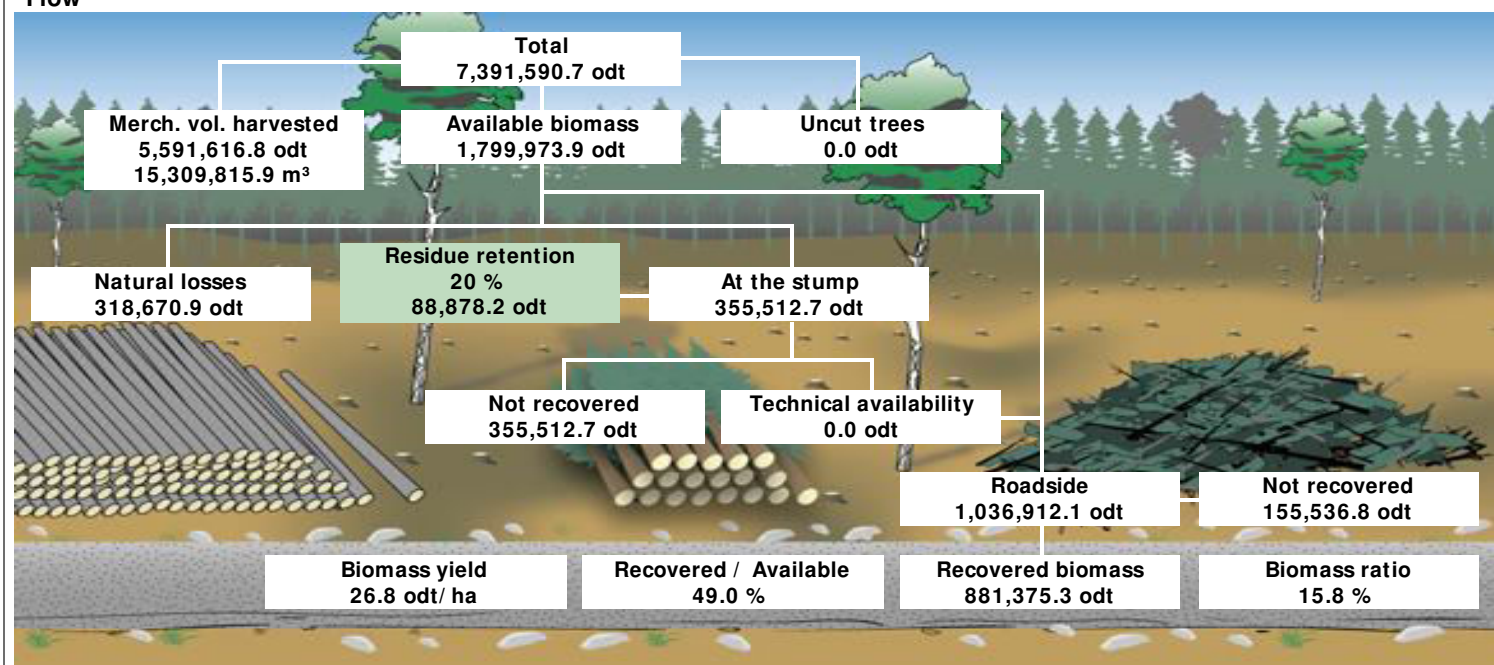 Flow
Total
7,391,590.7 odt
Merch. vol. harvested
5,591,616.8 odt
15,309,815.9 m³
Available biomass
1,799,973.9 odt
Uncut trees
0.0 odt
Natural losses
318,670.9 odt
Residue retention
20 %
88,878.2 odt
At the stump
355,512.7 odt
Not recovered
355,512.7 odt
Technical availability
0.0 odt
Roadside
1,036,912.1 odt
Not recovered
155,536.8 odt
Biomass yield
26.8 odt/ ha
Recovered / Available
49.0 %
Recovered biomass
881,375.3 odt
Biomass ratio
15.8 %